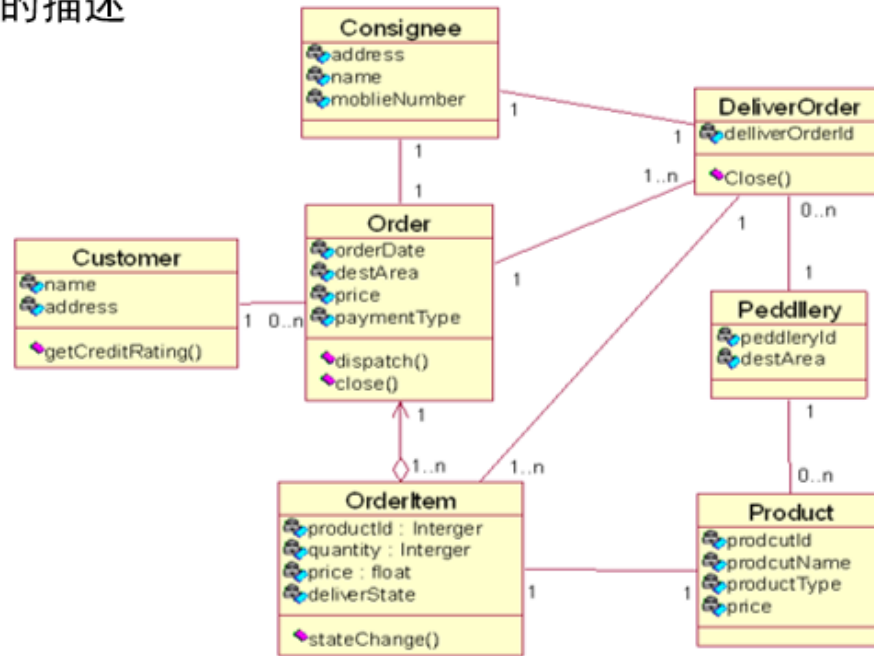 的描述
Consignee
address
name
moblieNumber
1
1
1
1
DeliverOrder
delliverOrderId
Close()
1..n
1
0..n
1
1
Order
orderDate
destArea
price
paymentType
dispatch()
close()
Customer
name
address
getCreditRating()
1
0..n
Peddllery
peddleryId
destArea
1
0..n
1
1..n
1..n
OrderItem
productId : Interger
quantity : Interger
price : float
deliverState
stateChange()
1
1
Product
prodcutId
prodcutName
productType
price